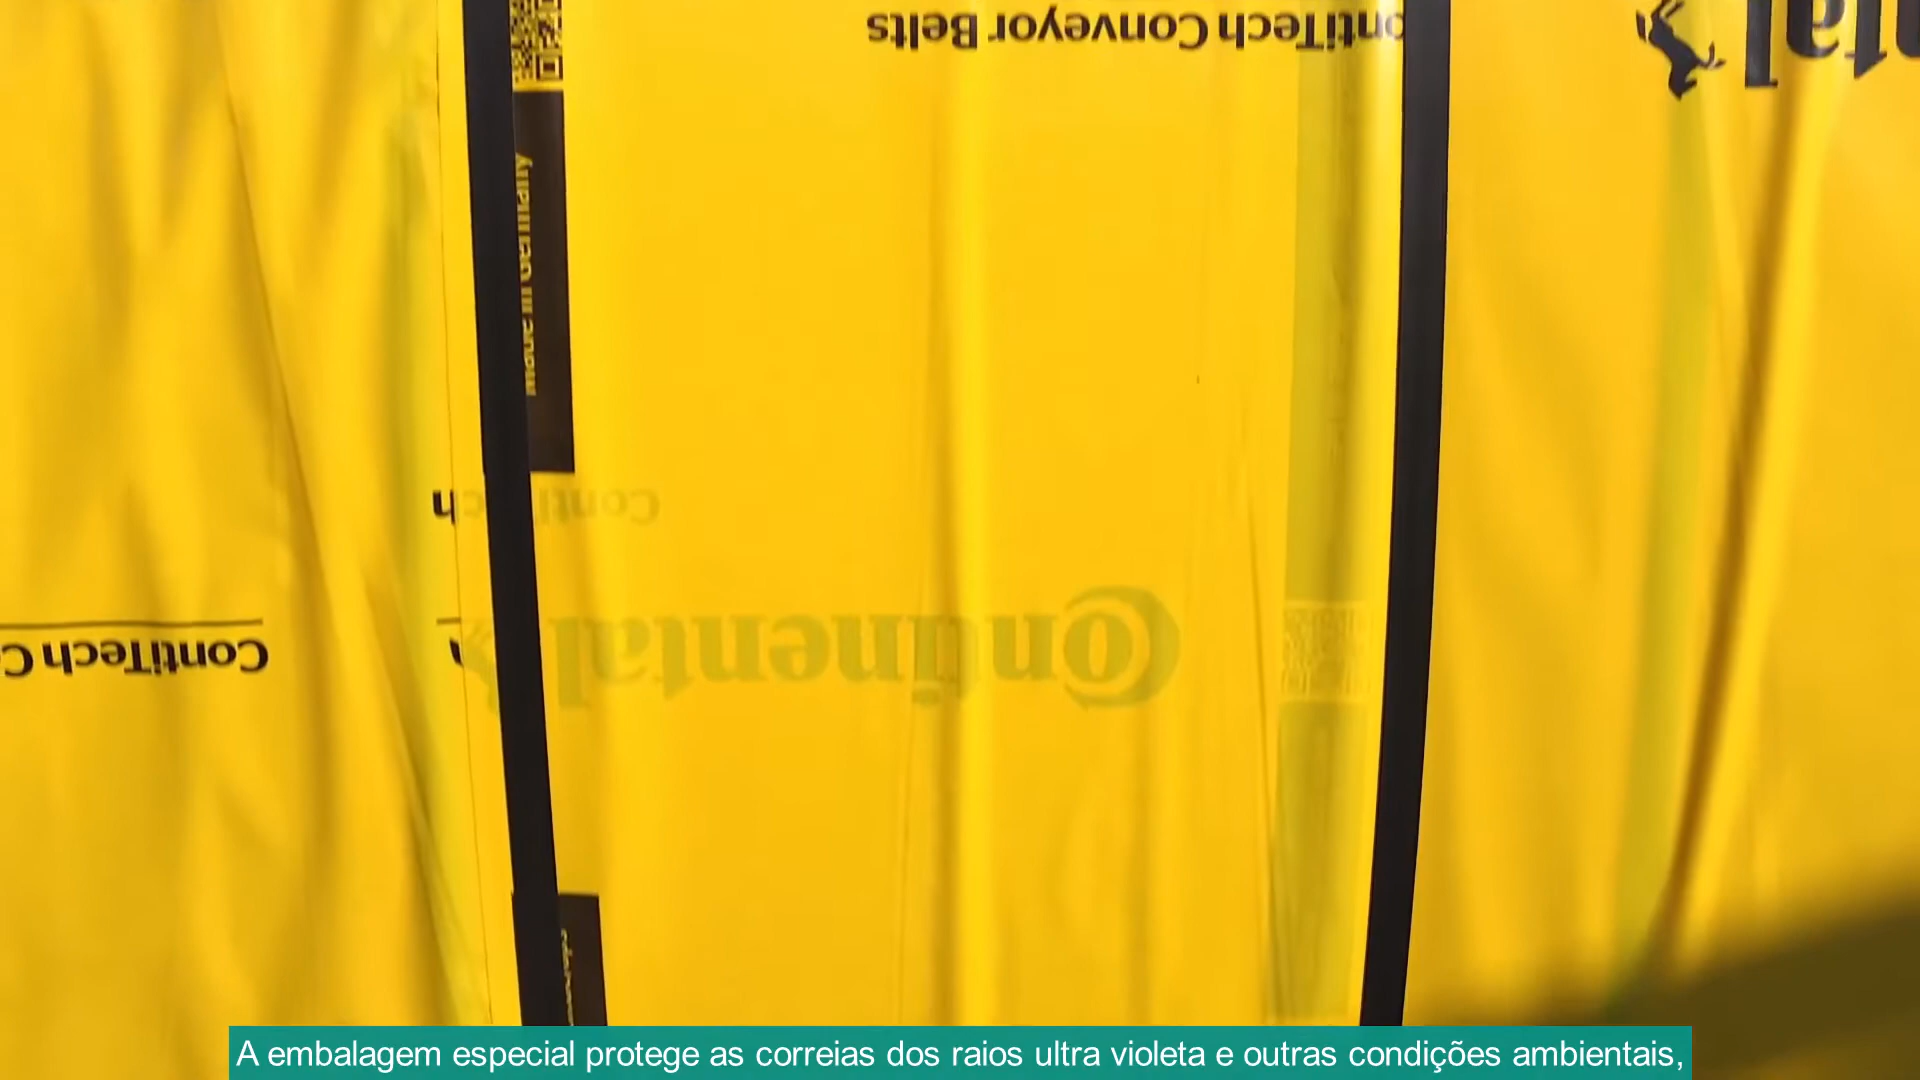 ContiTech Conveyor Belts
ntal
Made in Germany
ContiTech
Continental
ContiTech C
A embalagem especial protege as correias dos raios ultra violeta e outras condições ambientais,